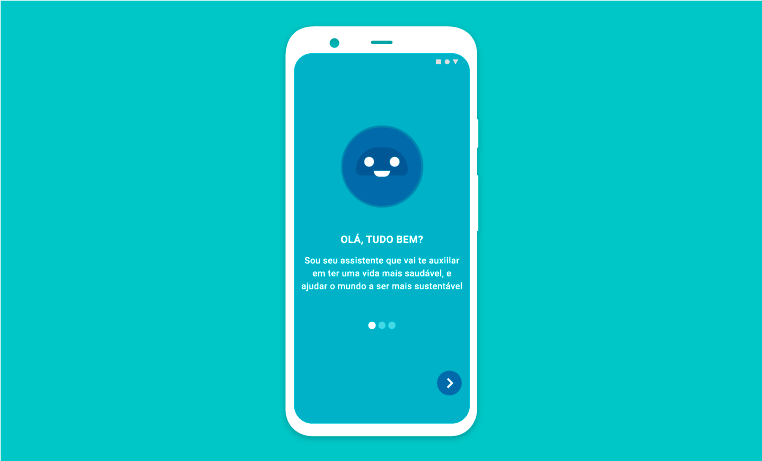 OLÁ, TUDO BEM?
Sou seu assistente que vai te auxiliar
em ter uma vida mais saudável, e
ajudar o mundo a ser mais sustentável